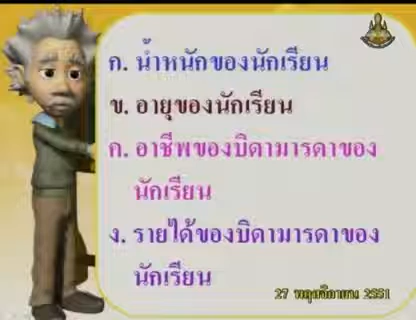 ก. น้ำหนักของนักเรียน
ข. อายุของนักเรียน
ค. อาชีพของบิดามารดาของ
นักเรียน
ง. รายได้ของบิดามารดาของ
นักเรียน
27 พฤศจิกายน 2551